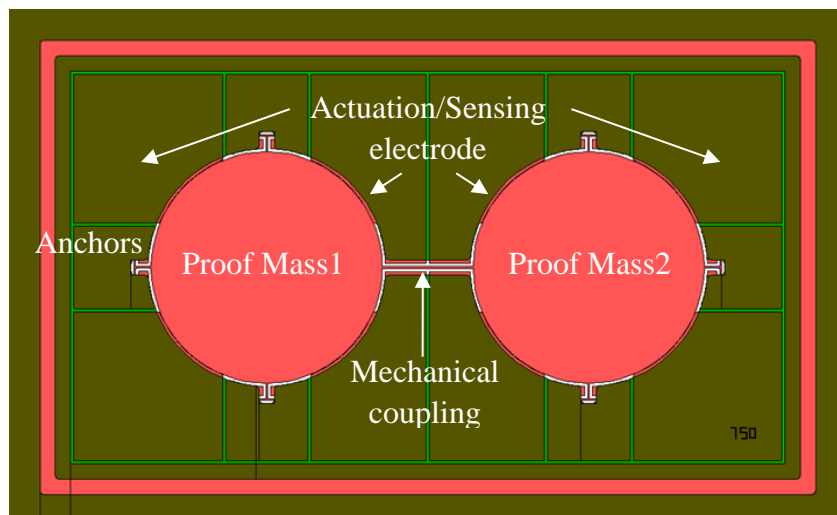 Actuation/Sensing
electrode
Anchors
Proof Mass1
Proof Mass2
Mechanical
coupling
750